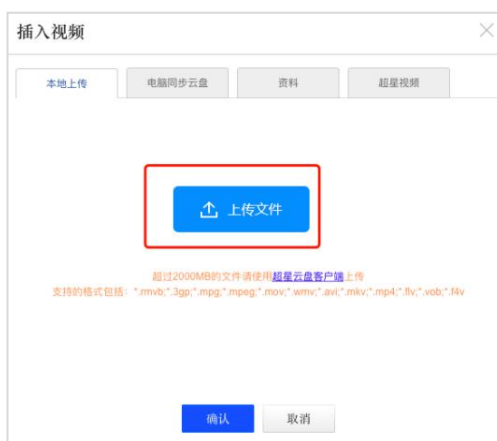 插入视频
本地上传 电脑同步云盘 资料 超星视频
上传文件
超过2000MB的文件请使用超星云盘客户端上传
支持的格式包括：*.rmvb;*.3gp;*.mpg;*.mpeg;*.mov;*.wmv;*.avi;*.mkv;*.mp4;*.flv;*.vob;*.f4v
确认 取消